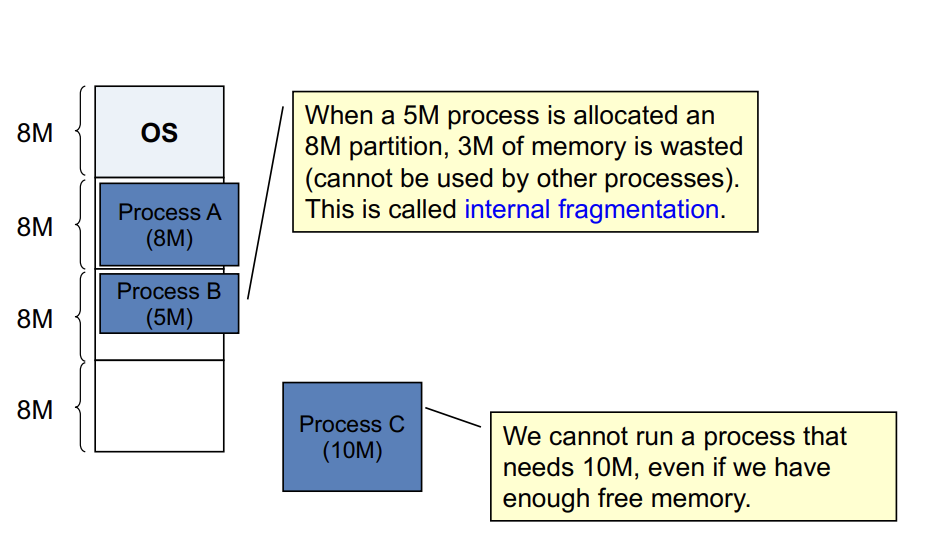 8M
OS
When a 5M process is allocated an
8M partition, 3M of memory is wasted
(cannot be used by other processes).
This is called internal fragmentation.
8M
Process A
(8M)
8M
Process B
(5M)
8M
Process C
(10M)
We cannot run a process that
needs 10M, even if we have
enough free memory.